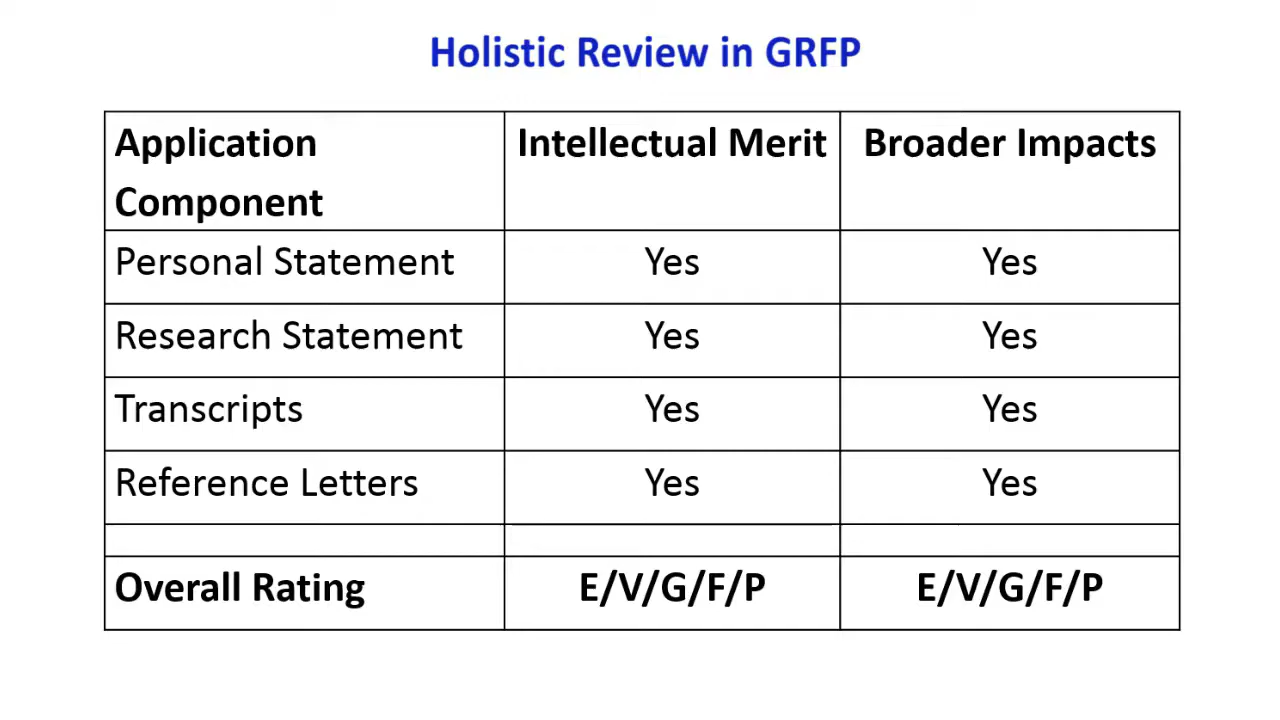 Holistic Review in GRFP
Application Component
Intellectual Merit
Broader Impacts
Personal Statement
Yes
Yes
Research Statement
Yes
Yes
Transcripts
Yes
Yes
Reference Letters
Yes
Yes
Overall Rating
E/V/G/F/P
E/V/G/F/P